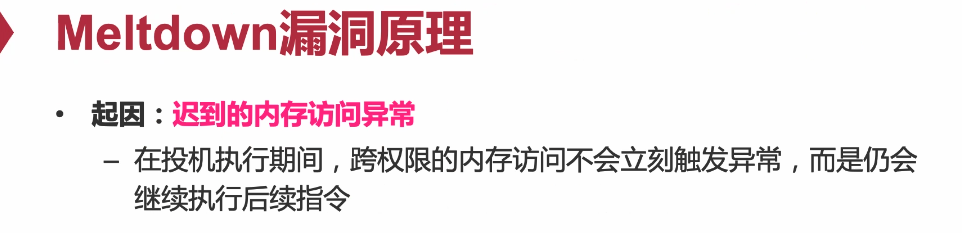 Meltdown漏洞原理
• 起因：迟到的内存访问异常
– 在投机执行期间，跨权限的内存访问不会立刻触发异常，而是仍会
继续执行后续指令